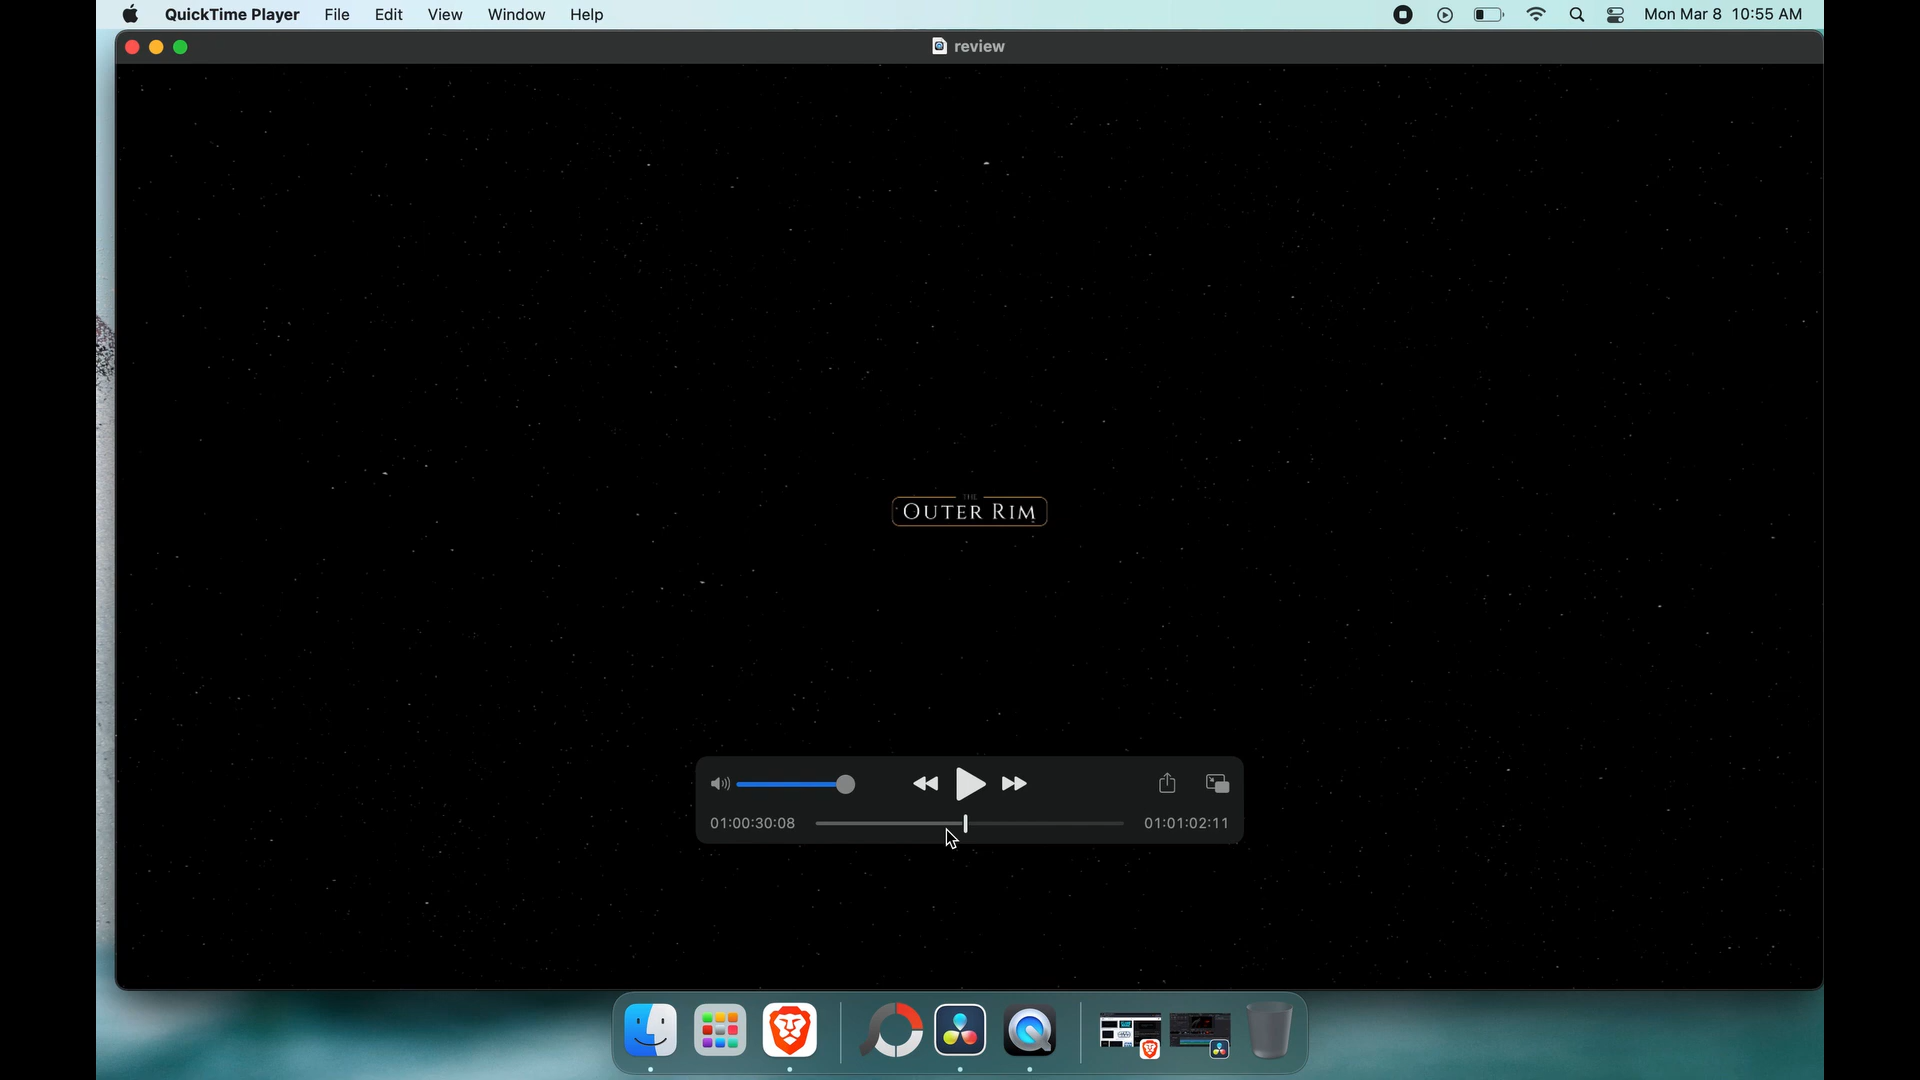 QuickTime Player File Edit View Window Help Mon Mar 8 10:55 AM
review
THE
OUTER RIM
01:00:30:08 01:01:02:11